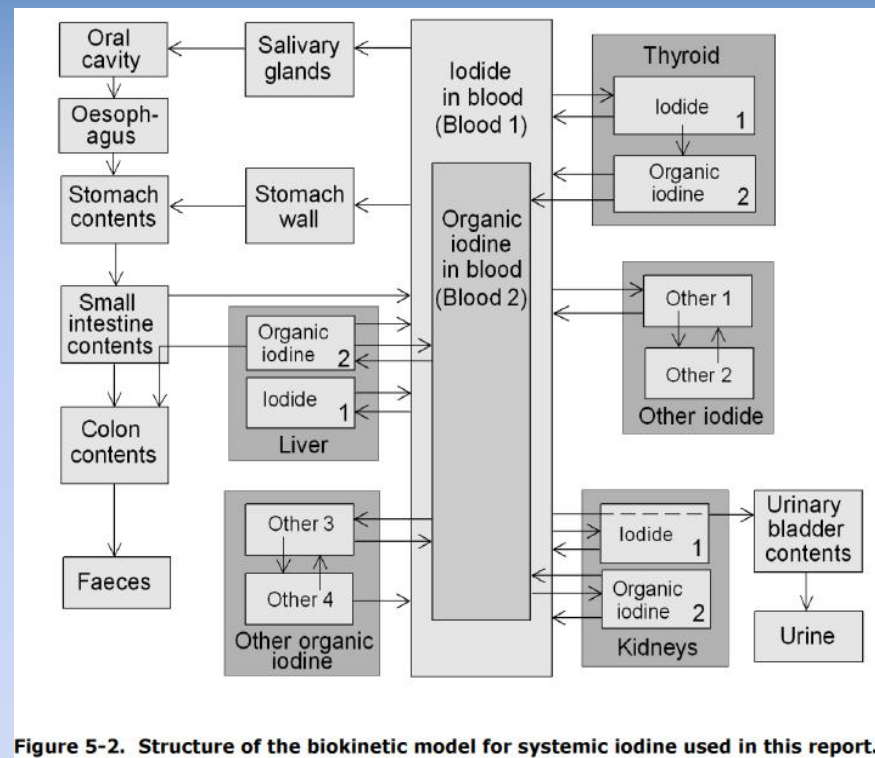 Oral
cavity
Salivary
glands
Iodide
in blood
(Blood 1)
Thyroid
Iodide
1
Organic
iodine
2
Oesoph-
agus
Stomach
contents
Stomach
wall
Organic
iodine
in blood
(Blood 2)
Small
intestine
contents
Organic
iodine
2
Iodide
1
Liver
Other 1
Other 2
Other iodide
Colon
contents
Other 3
Other 4
Other organic
iodine
Iodide
1
Organic
iodine
2
Kidneys
Urinary
bladder
contents
Faeces
Urine
Figure 5-2. Structure of the biokinetic model for systemic iodine used in this report.